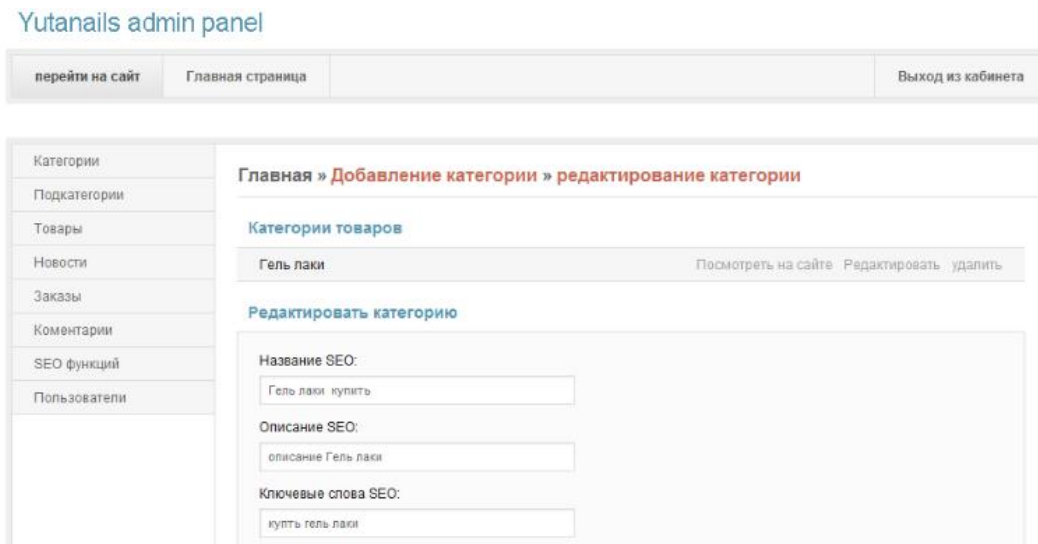 Yutanails admin panel
перейти на сайт Главная страница Выход из кабинета
Категории
Подкатегории
Товары
Новости
Заказы
Коментарии
SEO функций
Пользователи
Главная » Добавление категории » редактирование категории
Категории товаров
Гель лаки Посмотреть на сайте Редактировать удалить
Редактировать категорию
Название SEO:
Гель лаки купить
Описание SEO:
описание Гель лаки
Ключевые слова SEO:
купть гель лаки